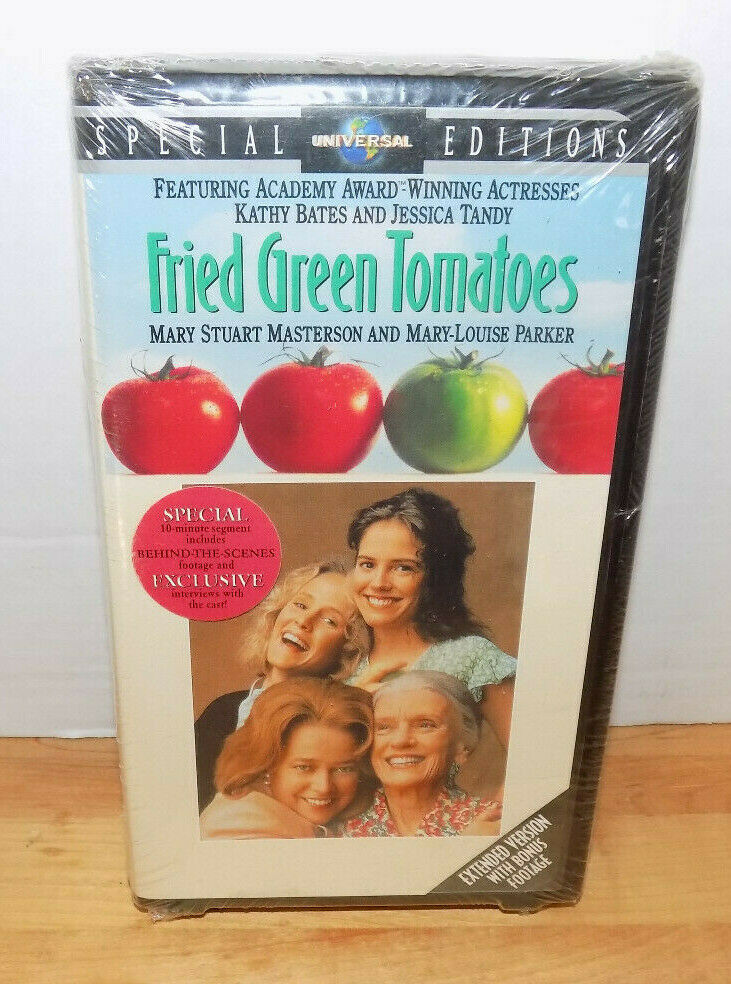 SPECIAL UNIVERSAL EDITIONS
FEATURING ACADEMY AWARD™-WINNING ACTRESSES
KATHY BATES AND JESSICA TANDY
Fried Green Tomatoes
MARY STUART MASTERSON AND MARY-LOUISE PARKER
SPECIAL
10-minute segment
includes
BEHIND-THE-SCENES
footage and
EXCLUSIVE
interviews with
the cast!
EXTENDED VERSION
WITH BONUS
FOOTAGE